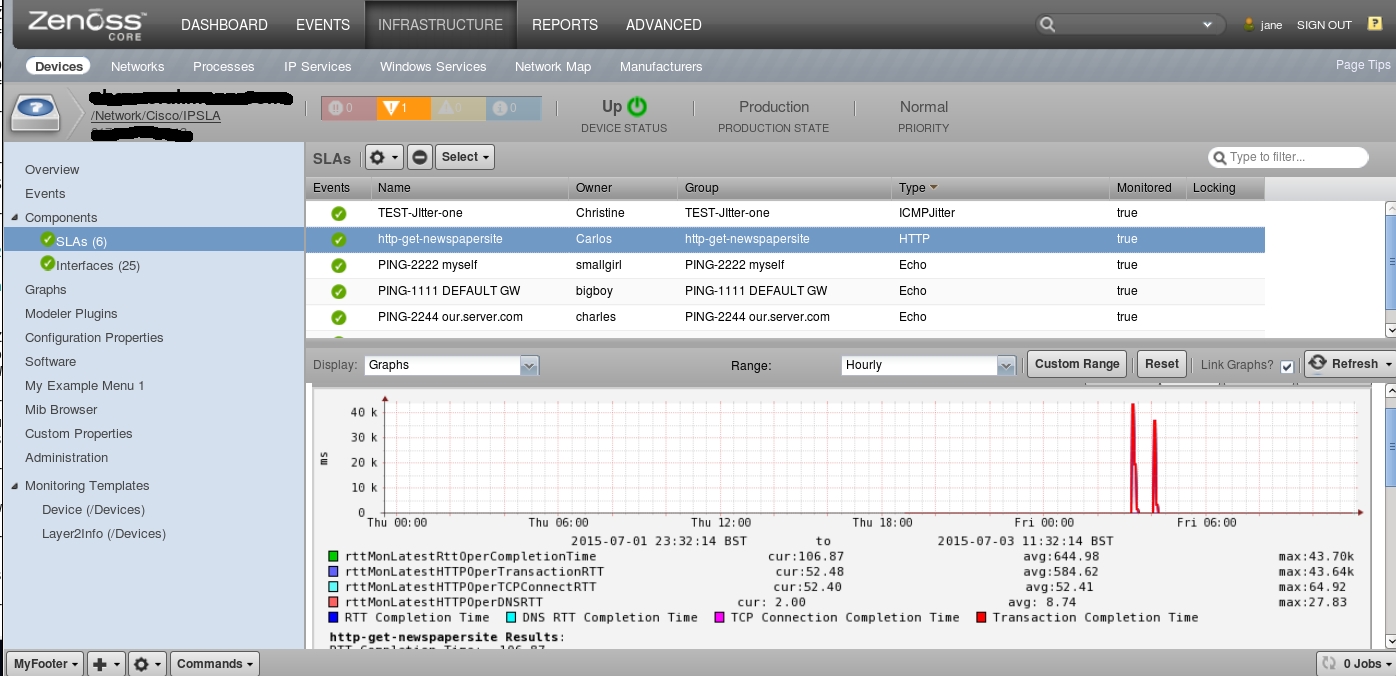 Zenoss CORE DASHBOARD EVENTS INFRASTRUCTURE REPORTS ADVANCED jane SIGN OUT ?
Devices Networks Processes IP Services Windows Services Network Map Manufacturers Page Tips
/Network/Cisco/IPSLA 0 1 0 0 Up Production Normal
DEVICE STATUS PRODUCTION STATE PRIORITY
Overview
Events
Components
SLAs (6)
Interfaces (25)
Graphs
Modeler Plugins
Configuration Properties
Software
My Example Menu 1
Mib Browser
Custom Properties
Administration
Monitoring Templates
Device (/Devices)
Layer2Info (/Devices)
SLAs Select Type to filter...
Events Name Owner Group Type Monitored Locking
TEST-JItter-one Christine TEST-JItter-one ICMPJitter true
http-get-newspapersite Carlos http-get-newspapersite HTTP true
PING-2222 myself smallgirl PING-2222 myself Echo true
PING-1111 DEFAULT GW bigboy PING-1111 DEFAULT GW Echo true
PING-2244 our.server.com charles PING-2244 our.server.com Echo true
Display: Graphs Range: Hourly Custom Range Reset Link Graphs? Refresh
40 k
30 k
20 k
10 k
0
ms
Thu 00:00 Thu 06:00 Thu 12:00 Thu 18:00 Fri 00:00 Fri 06:00
2015-07-01 23:32:14 BST to 2015-07-03 11:32:14 BST
rttMonLatestRttOperCompletionTime cur:106.87 avg:644.98 max:43.70k
rttMonLatestHTTPOperTransactionRTT cur:52.48 avg:584.62 max:43.64k
rttMonLatestHTTPOperTCPConnectRTT cur:52.40 avg:52.41 max:64.92
rttMonLatestHTTPOperDNSRTT cur: 2.00 avg: 8.74 max:27.83
RTT Completion Time DNS RTT Completion Time TCP Connection Completion Time Transaction Completion Time
http-get-newspapersite Results:
RTT Completion Time: 106.87
MyFooter Commands 0 Jobs